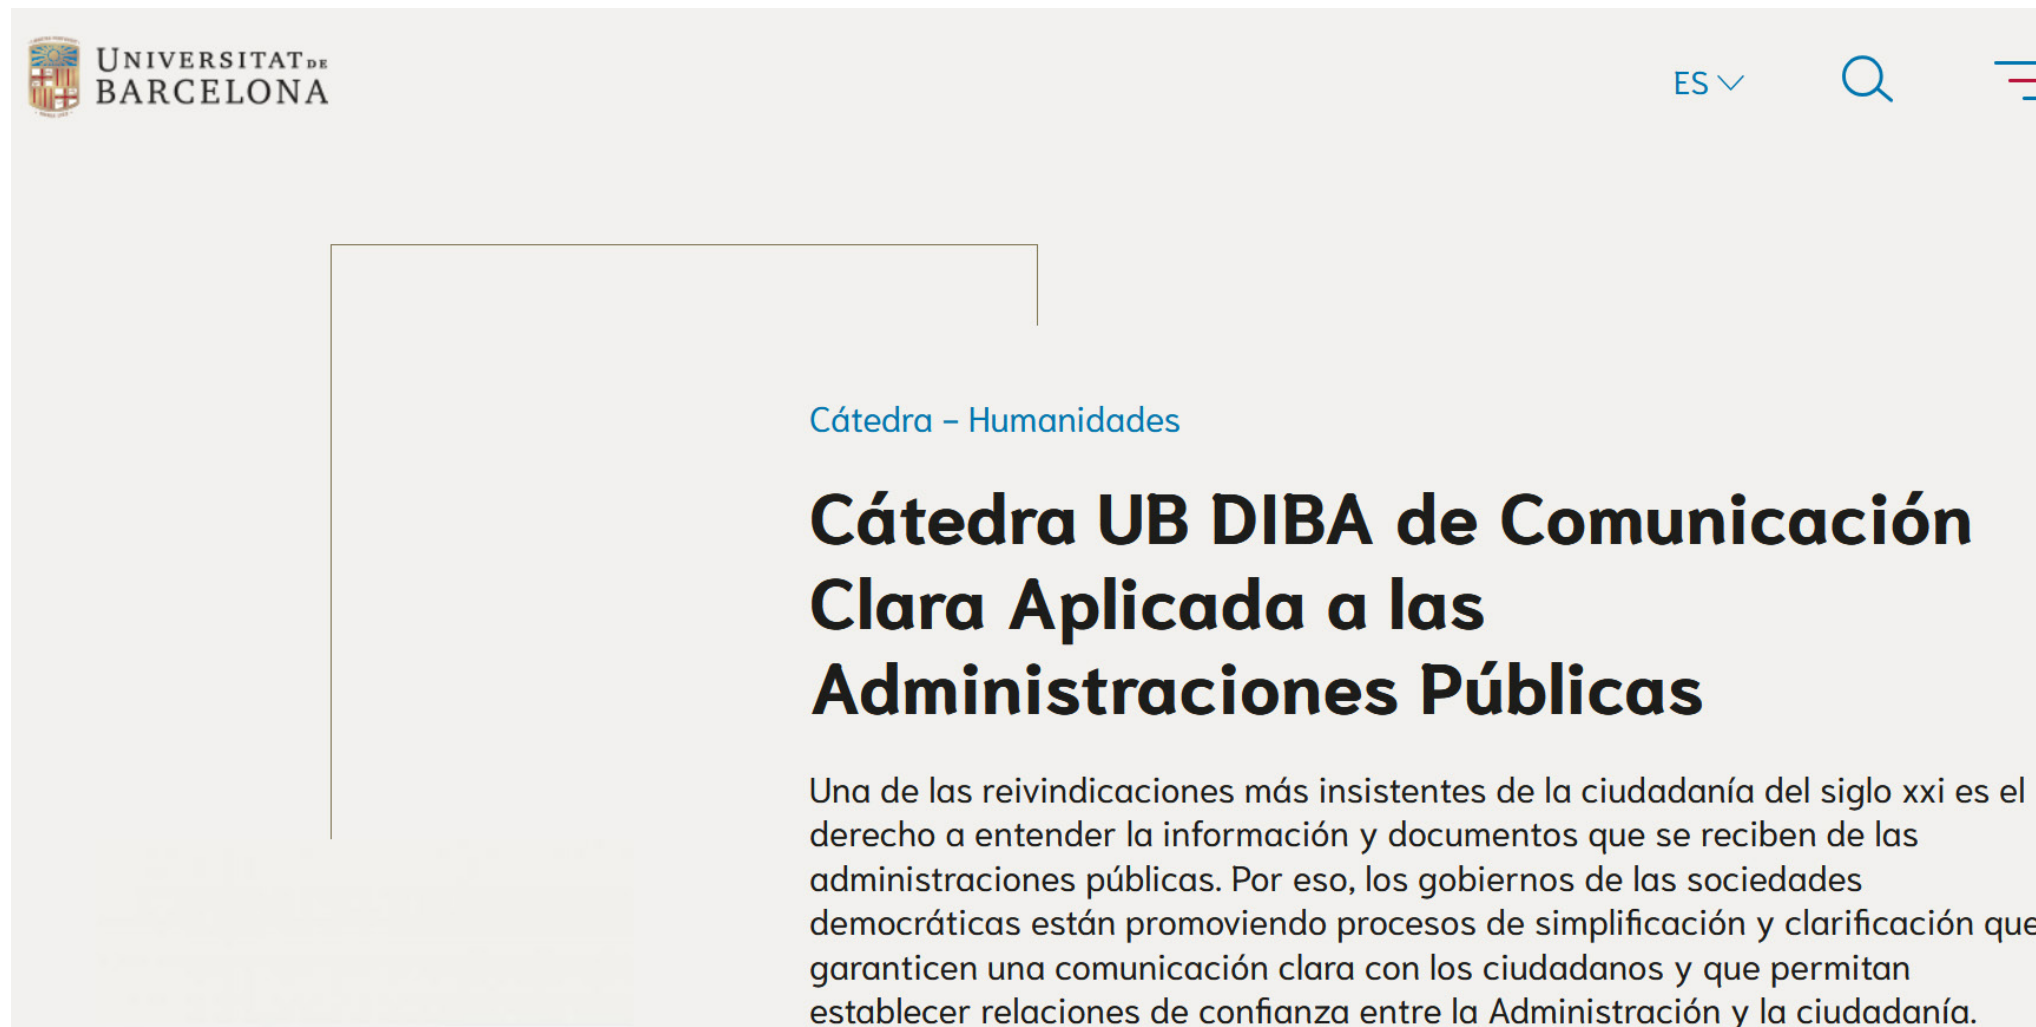 UNIVERSITAT DE
BARCELONA
ES
Cátedra – Humanidades
Cátedra UB DIBA de Comunicación
Clara Aplicada a las
Administraciones Públicas
Una de las reivindicaciones más insistentes de la ciudadanía del siglo xxi es el
derecho a entender la información y documentos que se reciben de las
administraciones públicas. Por eso, los gobiernos de las sociedades
democráticas están promoviendo procesos de simplificación y clarificación que
garanticen una comunicación clara con los ciudadanos y que permitan
establecer relaciones de confianza entre la Administración y la ciudadanía.